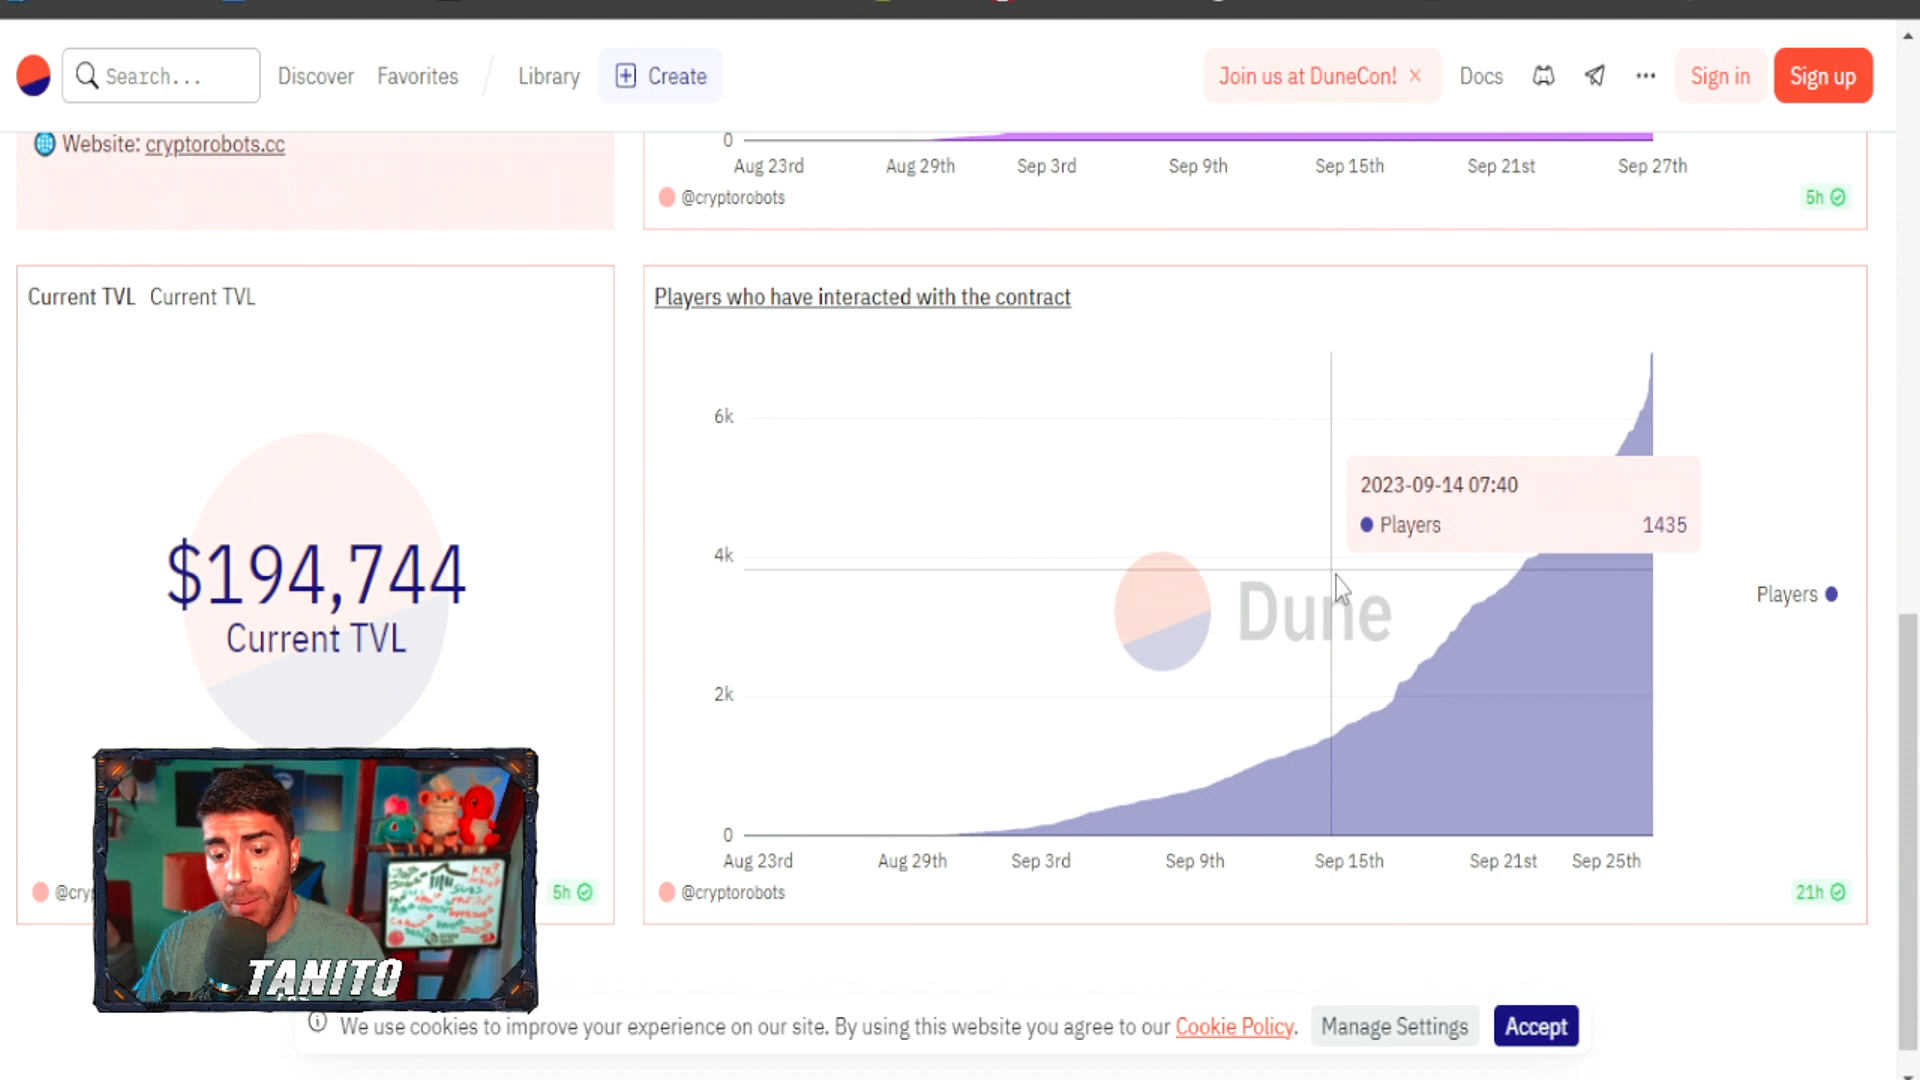 Search...
Discover
Favorites
Library
Create
Join us at DuneCon! ×
Docs
Sign in
Sign up
Website: cryptorobots.cc
0
Aug 23rd
Aug 29th
Sep 3rd
Sep 9th
Sep 15th
Sep 21st
Sep 27th
@cryptorobots
5h
Current TVL Current TVL
$194,744
Current TVL
@cry
5h
Players who have interacted with the contract
6k
4k
2k
0
2023-09-14 07:40
Players 1435
Dune
Players
Aug 23rd
Aug 29th
Sep 3rd
Sep 9th
Sep 15th
Sep 21st
Sep 25th
@cryptorobots
21h
TANITO
We use cookies to improve your experience on our site. By using this website you agree to our Cookie Policy.
Manage Settings
Accept